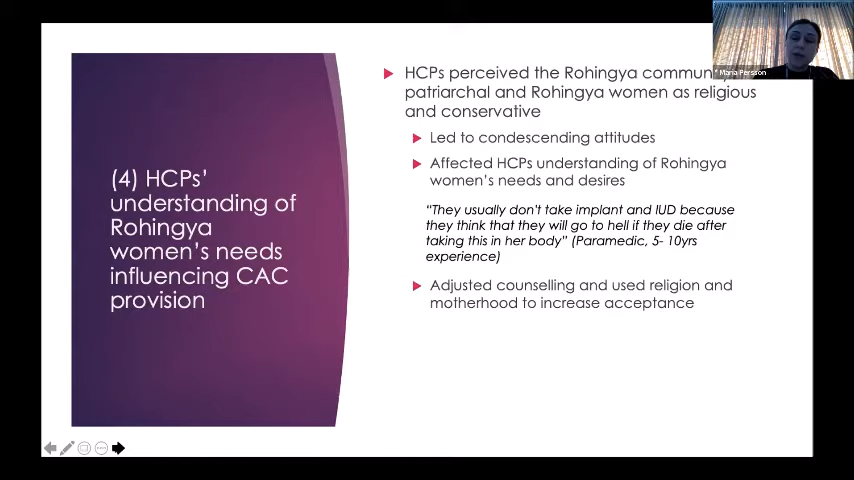 (4) HCPs’
understanding of
Rohingya
women’s needs
influencing CAC
provision
HCPs perceived the Rohingya
patriarchal and Rohingya women as religious
and conservative
Led to condescending attitudes
Affected HCPs understanding of Rohingya
women’s needs and desires
“They usually don't take implant and IUD because
they think that they will go to hell if they die after
taking this in her body” (Paramedic, 5- 10yrs
experience)
Adjusted counselling and used religion and
motherhood to increase acceptance
Maria Persson